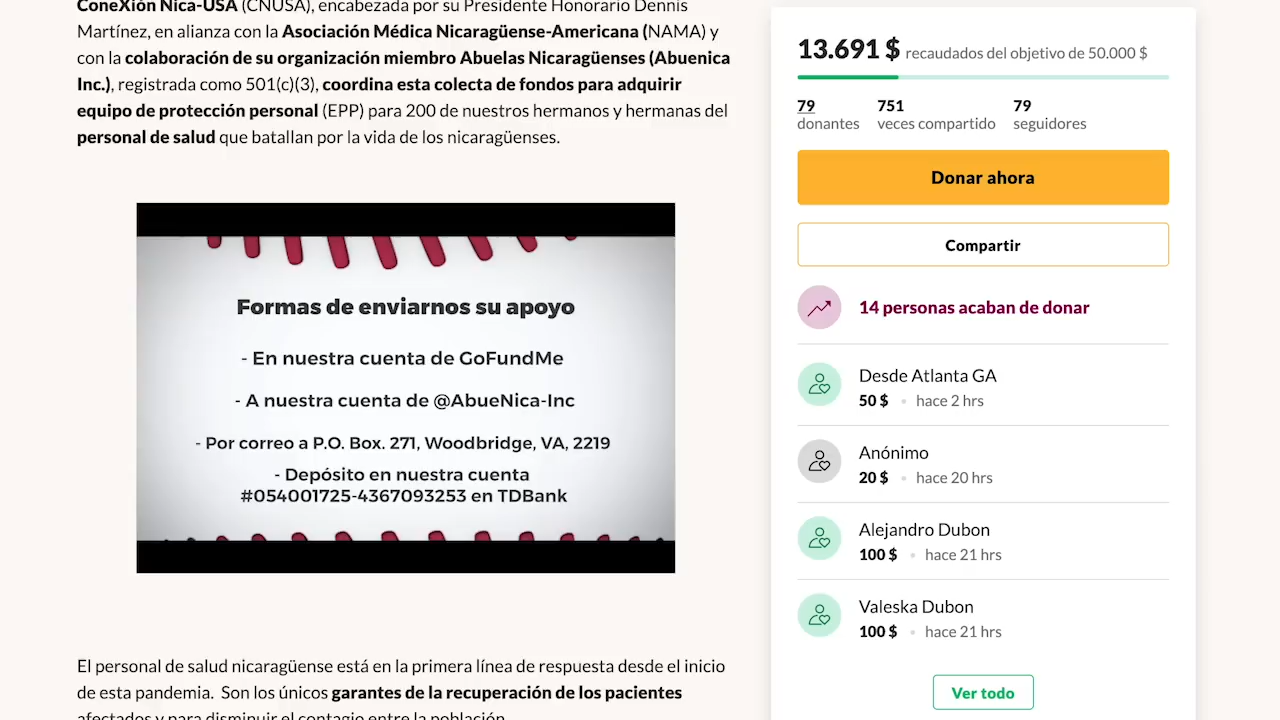 ConeXión Nica-USA (CNUSA), encabezada por su Presidente Honorario Dennis
Martínez, en alianza con la Asociación Médica Nicaragüense-Americana (NAMA) y
con la colaboración de su organización miembro Abuelas Nicaragüenses (Abuenica
Inc.), registrada como 501(c)(3), coordina esta colecta de fondos para adquirir
equipo de protección personal (EPP) para 200 de nuestros hermanos y hermanas del
personal de salud que batallan por la vida de los nicaragüenses.
Formas de enviarnos su apoyo
- En nuestra cuenta de GoFundMe
- A nuestra cuenta de @AbueNica-Inc
- Por correo a P.O. Box. 271, Woodbridge, VA, 2219
- Depósito en nuestra cuenta
#054001725-4367093253 en TDBank
El personal de salud nicaragüense está en la primera línea de respuesta desde el inicio
de esta pandemia. Son los únicos garantes de la recuperación de los pacientes
afectados y para disminuir el contagio entre la población.
13.691 $ recaudados del objetivo de 50.000 $
79 751 79
donantes veces compartido seguidores
Donar ahora
Compartir
14 personas acaban de donar
Desde Atlanta GA
50 $ • hace 2 hrs
Anónimo
20 $ • hace 20 hrs
Alejandro Dubon
100 $ • hace 21 hrs
Valeska Dubon
100 $ • hace 21 hrs
Ver todo